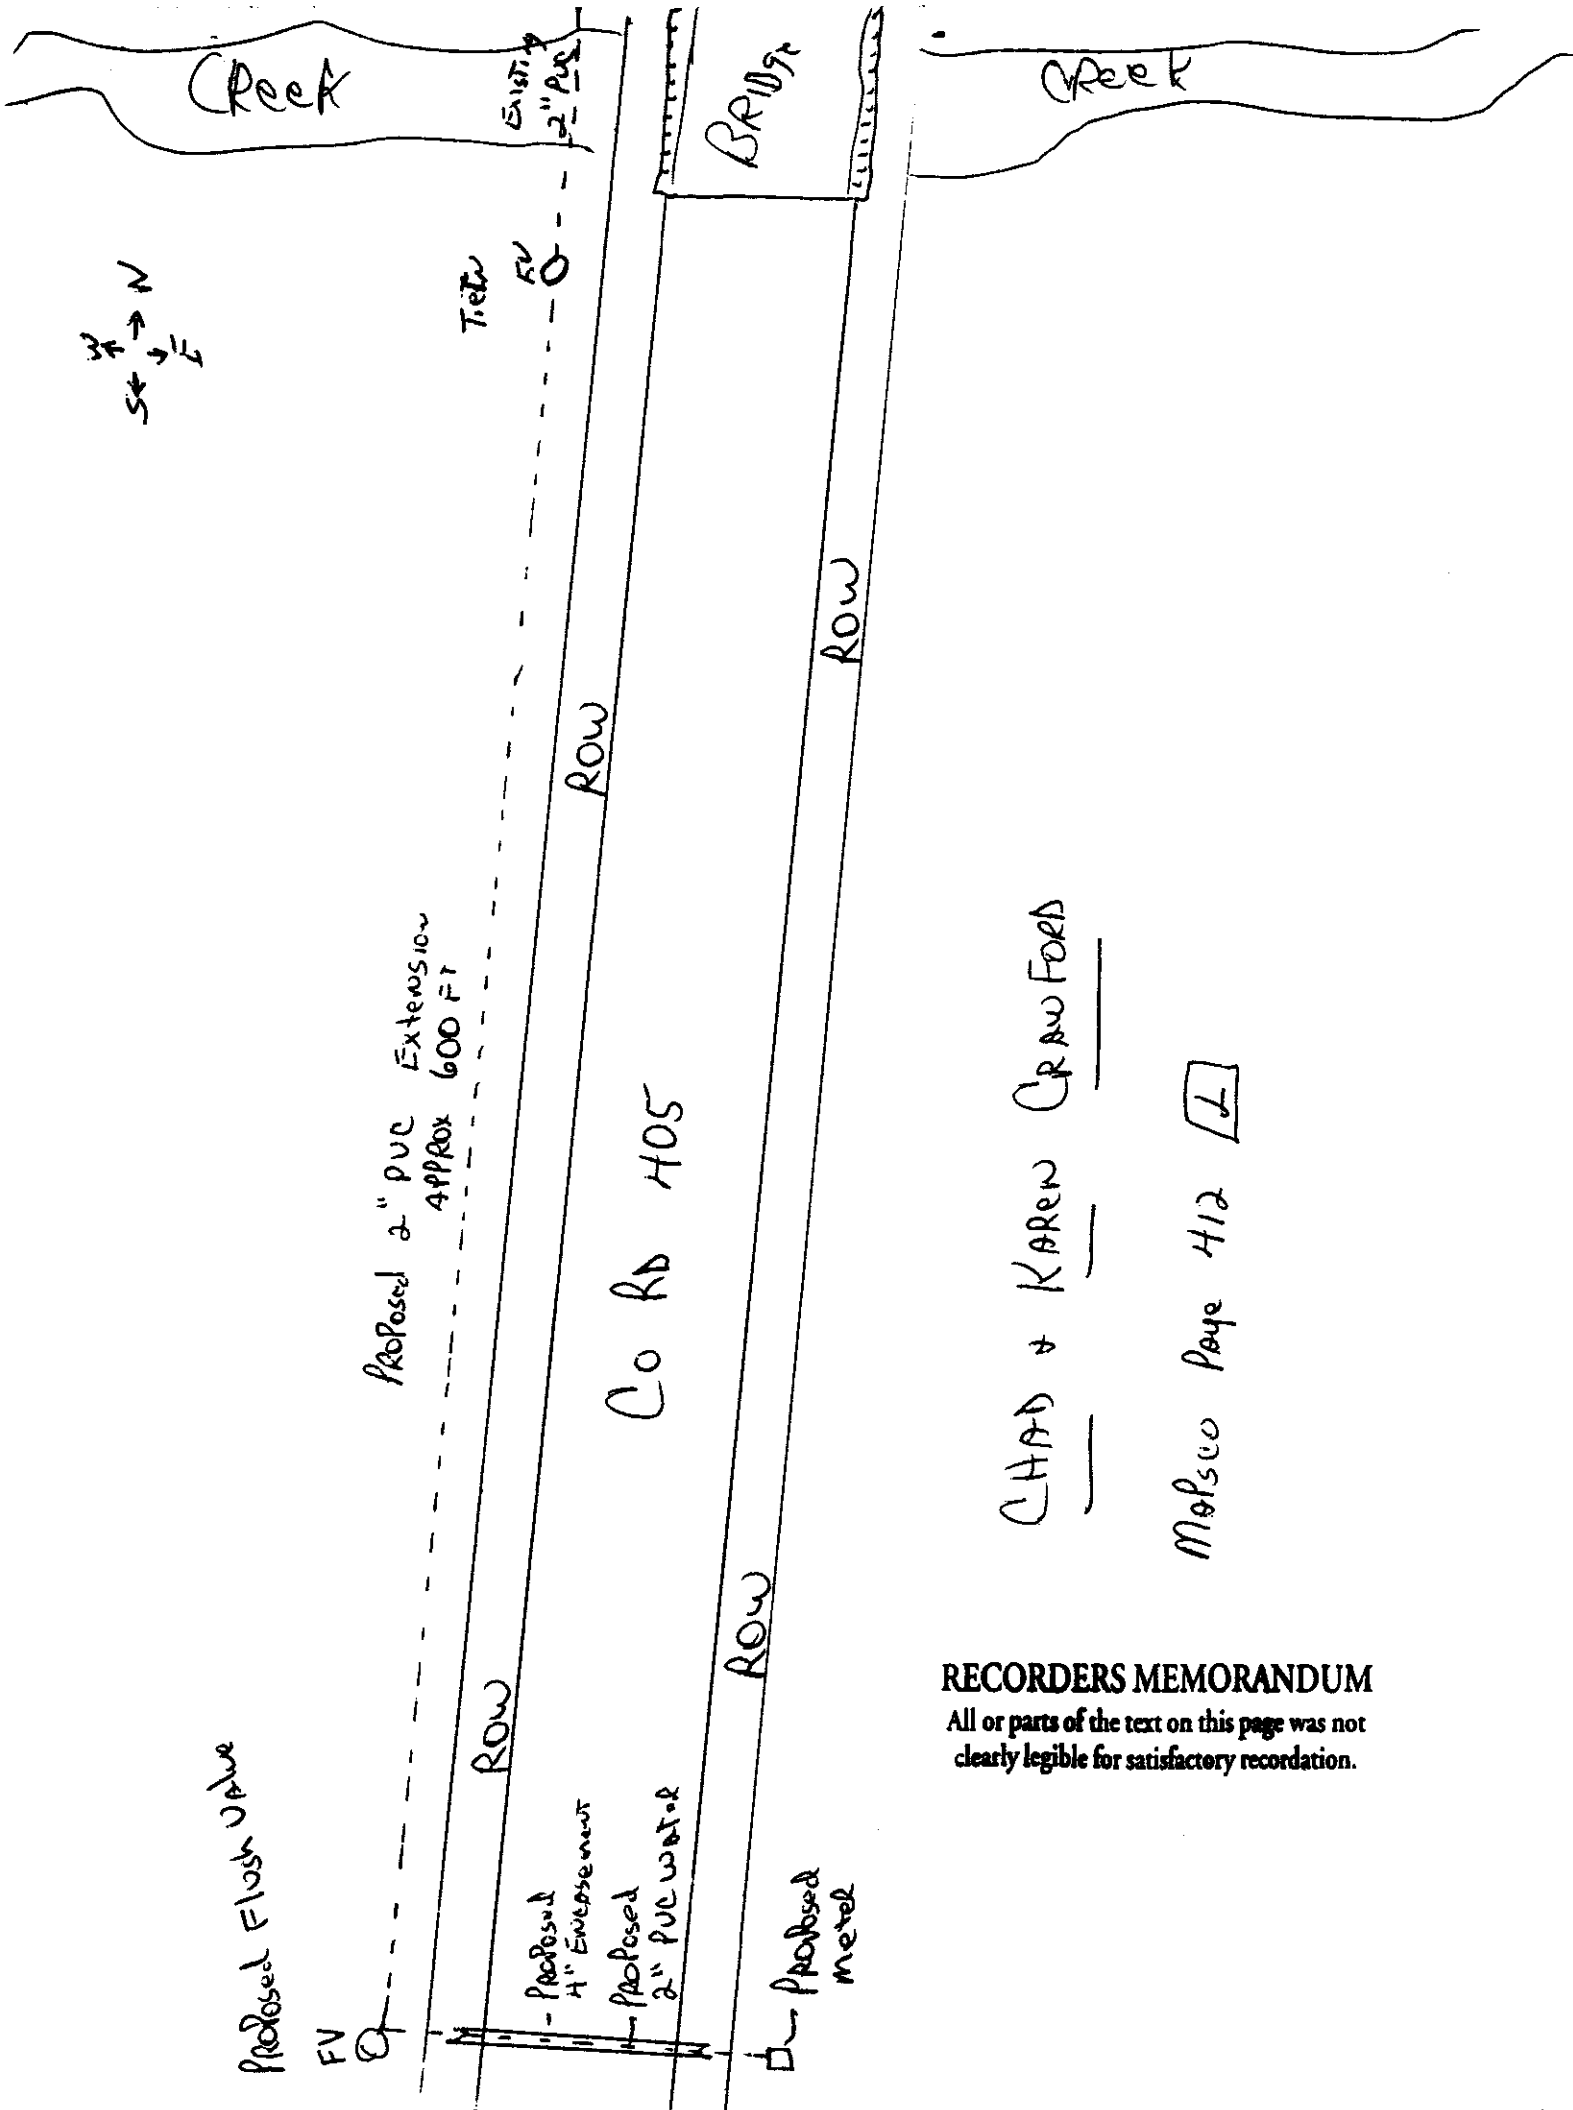 CReek
Existing
2" PVC
BRIDge
CReek
W
S N
E
Tie in
FV
ROW
ROW
PROPosed 2" PVC Extension
APPROX 600 FT
CO RD 405
ROW
ROW
PROPosed Flush Valve
FV
PROPosed
4" Encasement
PROPosed
2" PVC Water
PROPosed
meter
CHAD & KAREN CRAWFORD
MAPSCO Page 412 L
RECORDERS MEMORANDUM
All or parts of the text on this page was not
clearly legible for satisfactory recordation.